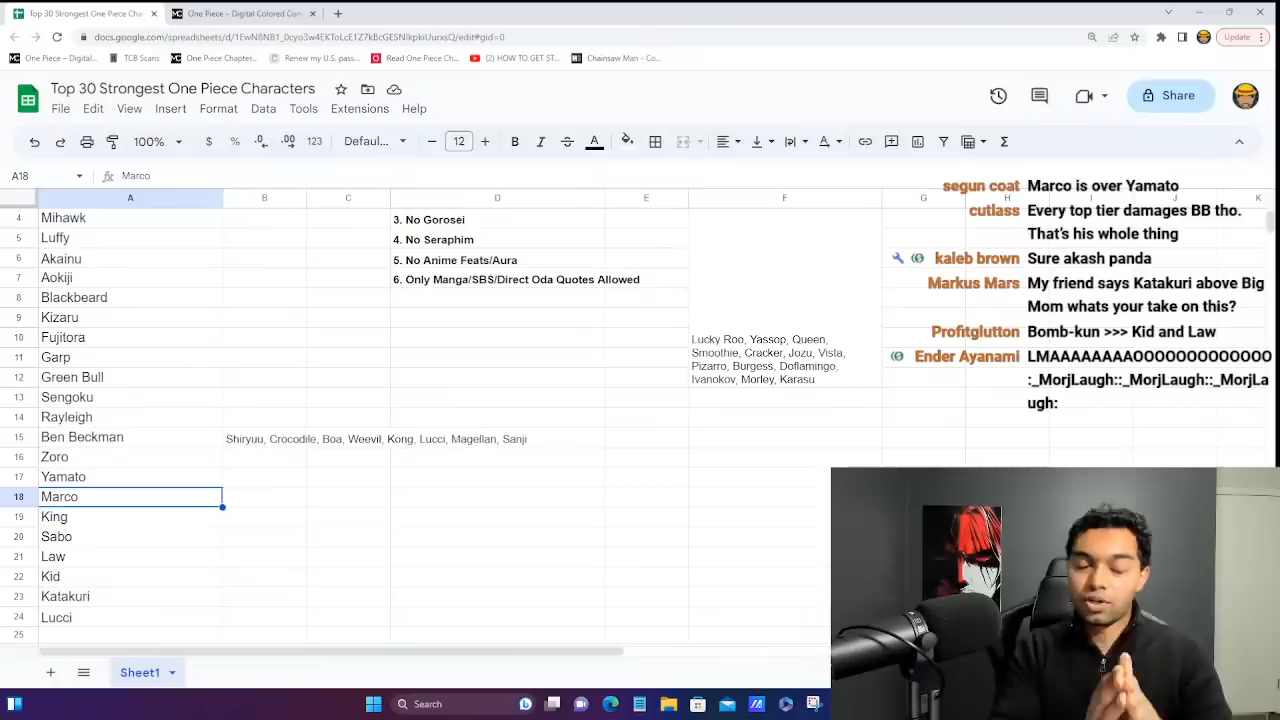 Top 30 Strongest One Piece Char
One Piece – Digital Colored Con
docs.google.com/spreadsheets/d/1EwN8NB1_0cyo3w4EKToLcE1Z7kBcGESNIkpkiUurxsQ/edit#gid=0
Update
One Piece – Digital...
TCB Scans
One Piece Chapter...
Renew my U.S. pass...
Read One Piece Ch...
(2) HOW TO GET ST...
Chainsaw Man - Co...
Top 30 Strongest One Piece Characters
File Edit View Insert Format Data Tools Extensions Help
Share
100% $ % .0 .00 123 Defaul... 12 B I A
A18 fx Marco
A B C D E F G H I J K
4 Mihawk
5 Luffy
6 Akainu
7 Aokiji
8 Blackbeard
9 Kizaru
10 Fujitora
11 Garp
12 Green Bull
13 Sengoku
14 Rayleigh
15 Ben Beckman
16 Zoro
17 Yamato
18 Marco
19 King
20 Sabo
21 Law
22 Kid
23 Katakuri
24 Lucci
25
Shiryuu, Crocodile, Boa, Weevil, Kong, Lucci, Magellan, Sanji
3. No Gorosei
4. No Seraphim
5. No Anime Feats/Aura
6. Only Manga/SBS/Direct Oda Quotes Allowed
Lucky Roo, Yassop, Queen,
Smoothie, Cracker, Jozu, Vista,
Pizarro, Burgess, Doflamingo,
Ivanokov, Morley, Karasu
segun coat Marco is over Yamato
cutlass Every top tier damages BB tho.
That's his whole thing
kaleb brown Sure akash panda
Markus Mars My friend says Katakuri above Big
Mom whats your take on this?
Profitglutton Bomb-kun >>> Kid and Law
Ender Ayanami LMAAAAAAAAOOOOOOOOOOOOO
:_MorjLaugh::_MorjLaugh::_MorjLa
ugh:
Sheet1
Search